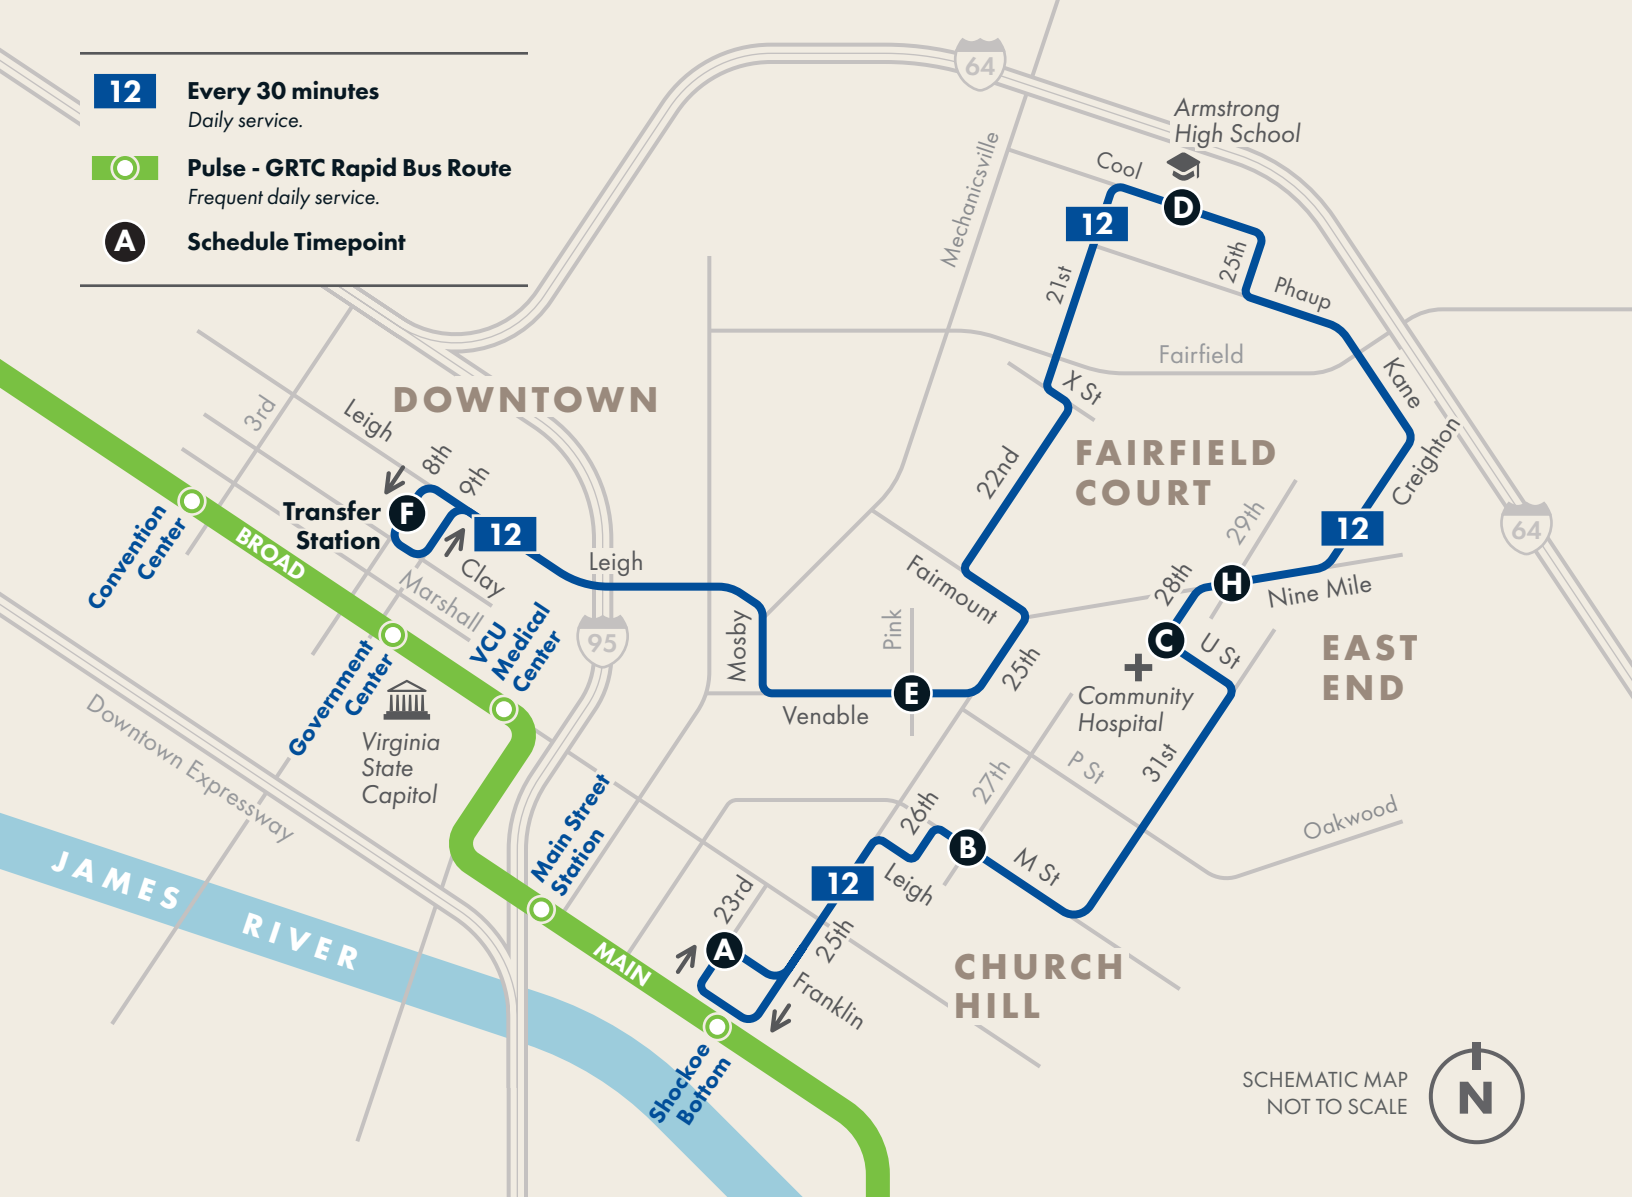 12
Every 30 minutes
Daily service.
Pulse - GRTC Rapid Bus Route
Frequent daily service.
A
Schedule Timepoint
64
Armstrong
High School
Mechanicsville
Cool
D
12
21st
25th
Phaup
Fairfield
Kane
X St
DOWNTOWN
3rd
Leigh
8th
9th
FAIRFIELD
COURT
22nd
Creighton
F
Transfer
Station
12
12
64
29th
Convention
Center
BROAD
Leigh
Clay
Marshall
Fairmount
28th
H
Nine Mile
VCU
Medical
Center
95
Mosby
Pink
C
U St
EAST
END
Government
Center
25th
E
Venable
Community
Hospital
Virginia
State
Capitol
Downtown Expressway
31st
P St
27th
Main Street
Station
26th
Oakwood
B
M St
12
Leigh
JAMES
RIVER
23rd
25th
A
MAIN
Franklin
CHURCH
HILL
Shockoe
Bottom
SCHEMATIC MAP
NOT TO SCALE
N